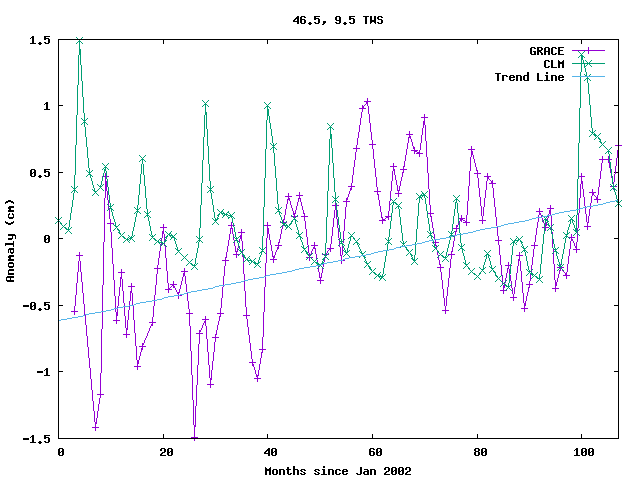 46.5, 9.5 TWS
GRACE
CLM
Trend Line
1.5
1
0.5
0
-0.5
-1
-1.5
Anomaly (cm)
0 20 40 60 80 100
Months since Jan 2002